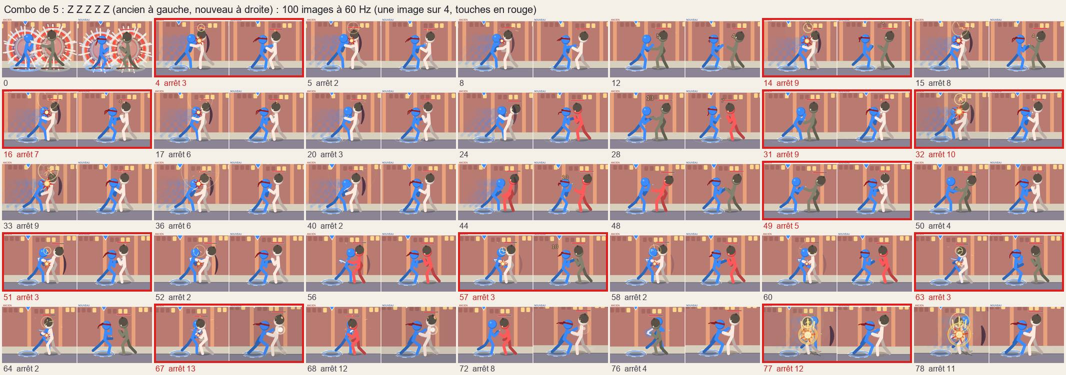 Combo de 5 : Z Z Z Z Z (ancien à gauche, nouveau à droite) : 100 images à 60 Hz (une image sur 4, touches en rouge)
0
4 arrêt 3
5 arrêt 2
8
12
14 arrêt 9
15 arrêt 8
16 arrêt 7
17 arrêt 6
20 arrêt 3
24
28
31 arrêt 9
32 arrêt 10
33 arrêt 9
36 arrêt 6
40 arrêt 2
44
48
49 arrêt 5
50 arrêt 4
51 arrêt 3
52 arrêt 2
56
57 arrêt 3
58 arrêt 2
60
63 arrêt 3
64 arrêt 2
67 arrêt 13
68 arrêt 12
72 arrêt 8
76 arrêt 4
77 arrêt 12
78 arrêt 11